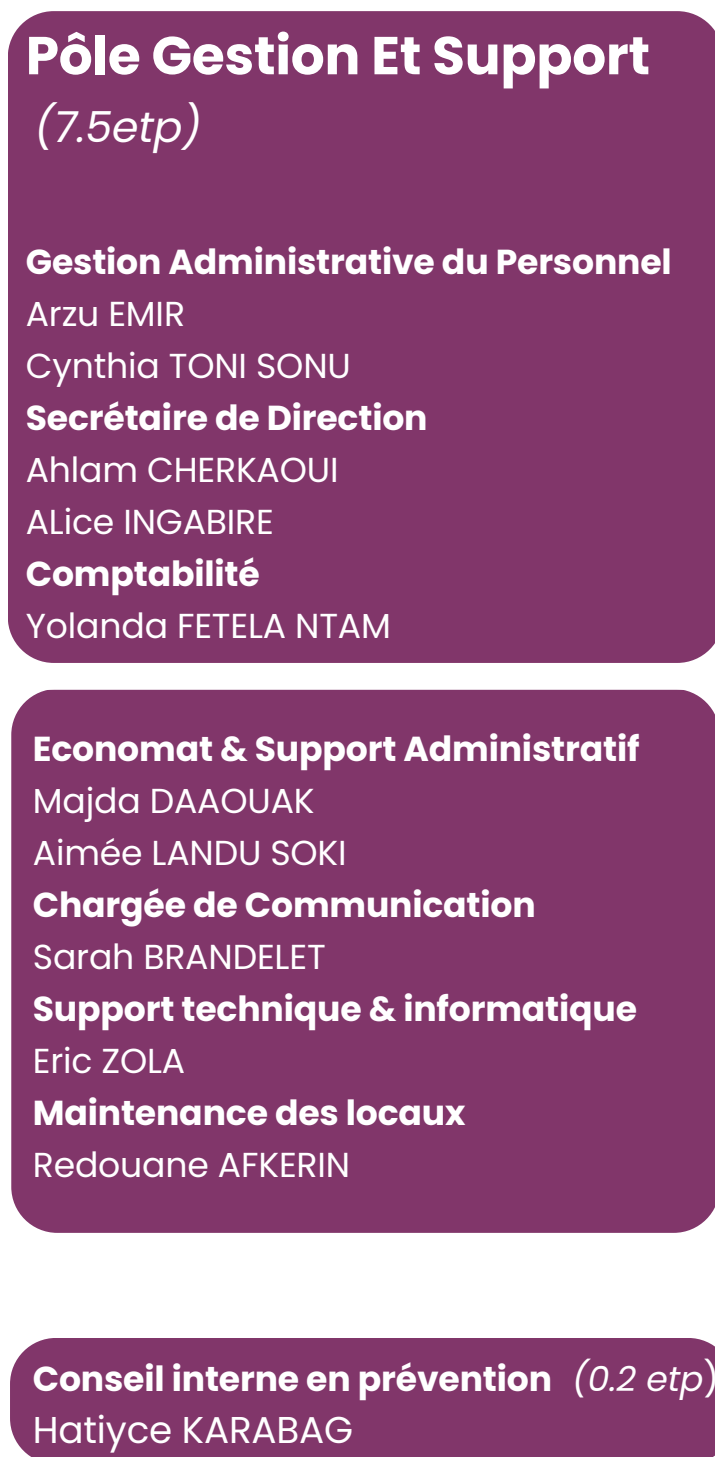 Pôle Gestion Et Support
(7.5etp)
Gestion Administrative du Personnel
Arzu EMIR
Cynthia TONI SONU
Secrétaire de Direction
Ahlam CHERKAOUI
ALice INGABIRE
Comptabilité
Yolanda FETELA NTAM
Economat & Support Administratif
Majda DAAOUAK
Aimée LANDU SOKI
Chargée de Communication
Sarah BRANDELET
Support technique & informatique
Eric ZOLA
Maintenance des locaux
Redouane AFKERIN
Conseil interne en prévention (0.2 etp)
Hatiyce KARABAG